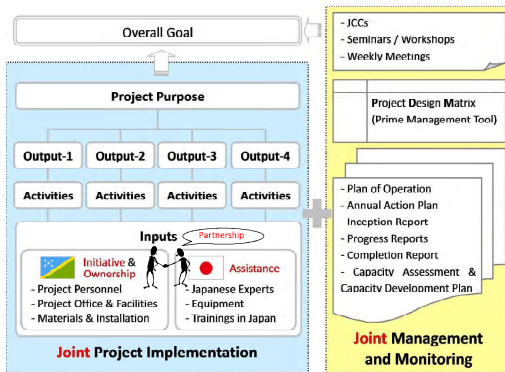 Overall Goal
Project Purpose
Output-1
Output-2
Output-3
Output-4
Activities
Activities
Activities
Activities
Inputs
Partnership
Initiative &
Ownership
- Project Personnel
- Project Office & Facilities
- Materials & Installation
Assistance
- Japanese Experts
- Equipment
- Trainings in Japan
Joint Project Implementation
- JCCs
- Seminars / Workshops
- Weekly Meetings
Project Design Matrix
(Prime Management Tool)
- Plan of Operation
- Annual Action Plan
Inception Report
- Progress Reports
- Completion Report
- Capacity Assessment &
Capacity Development Plan
Joint Management
and Monitoring